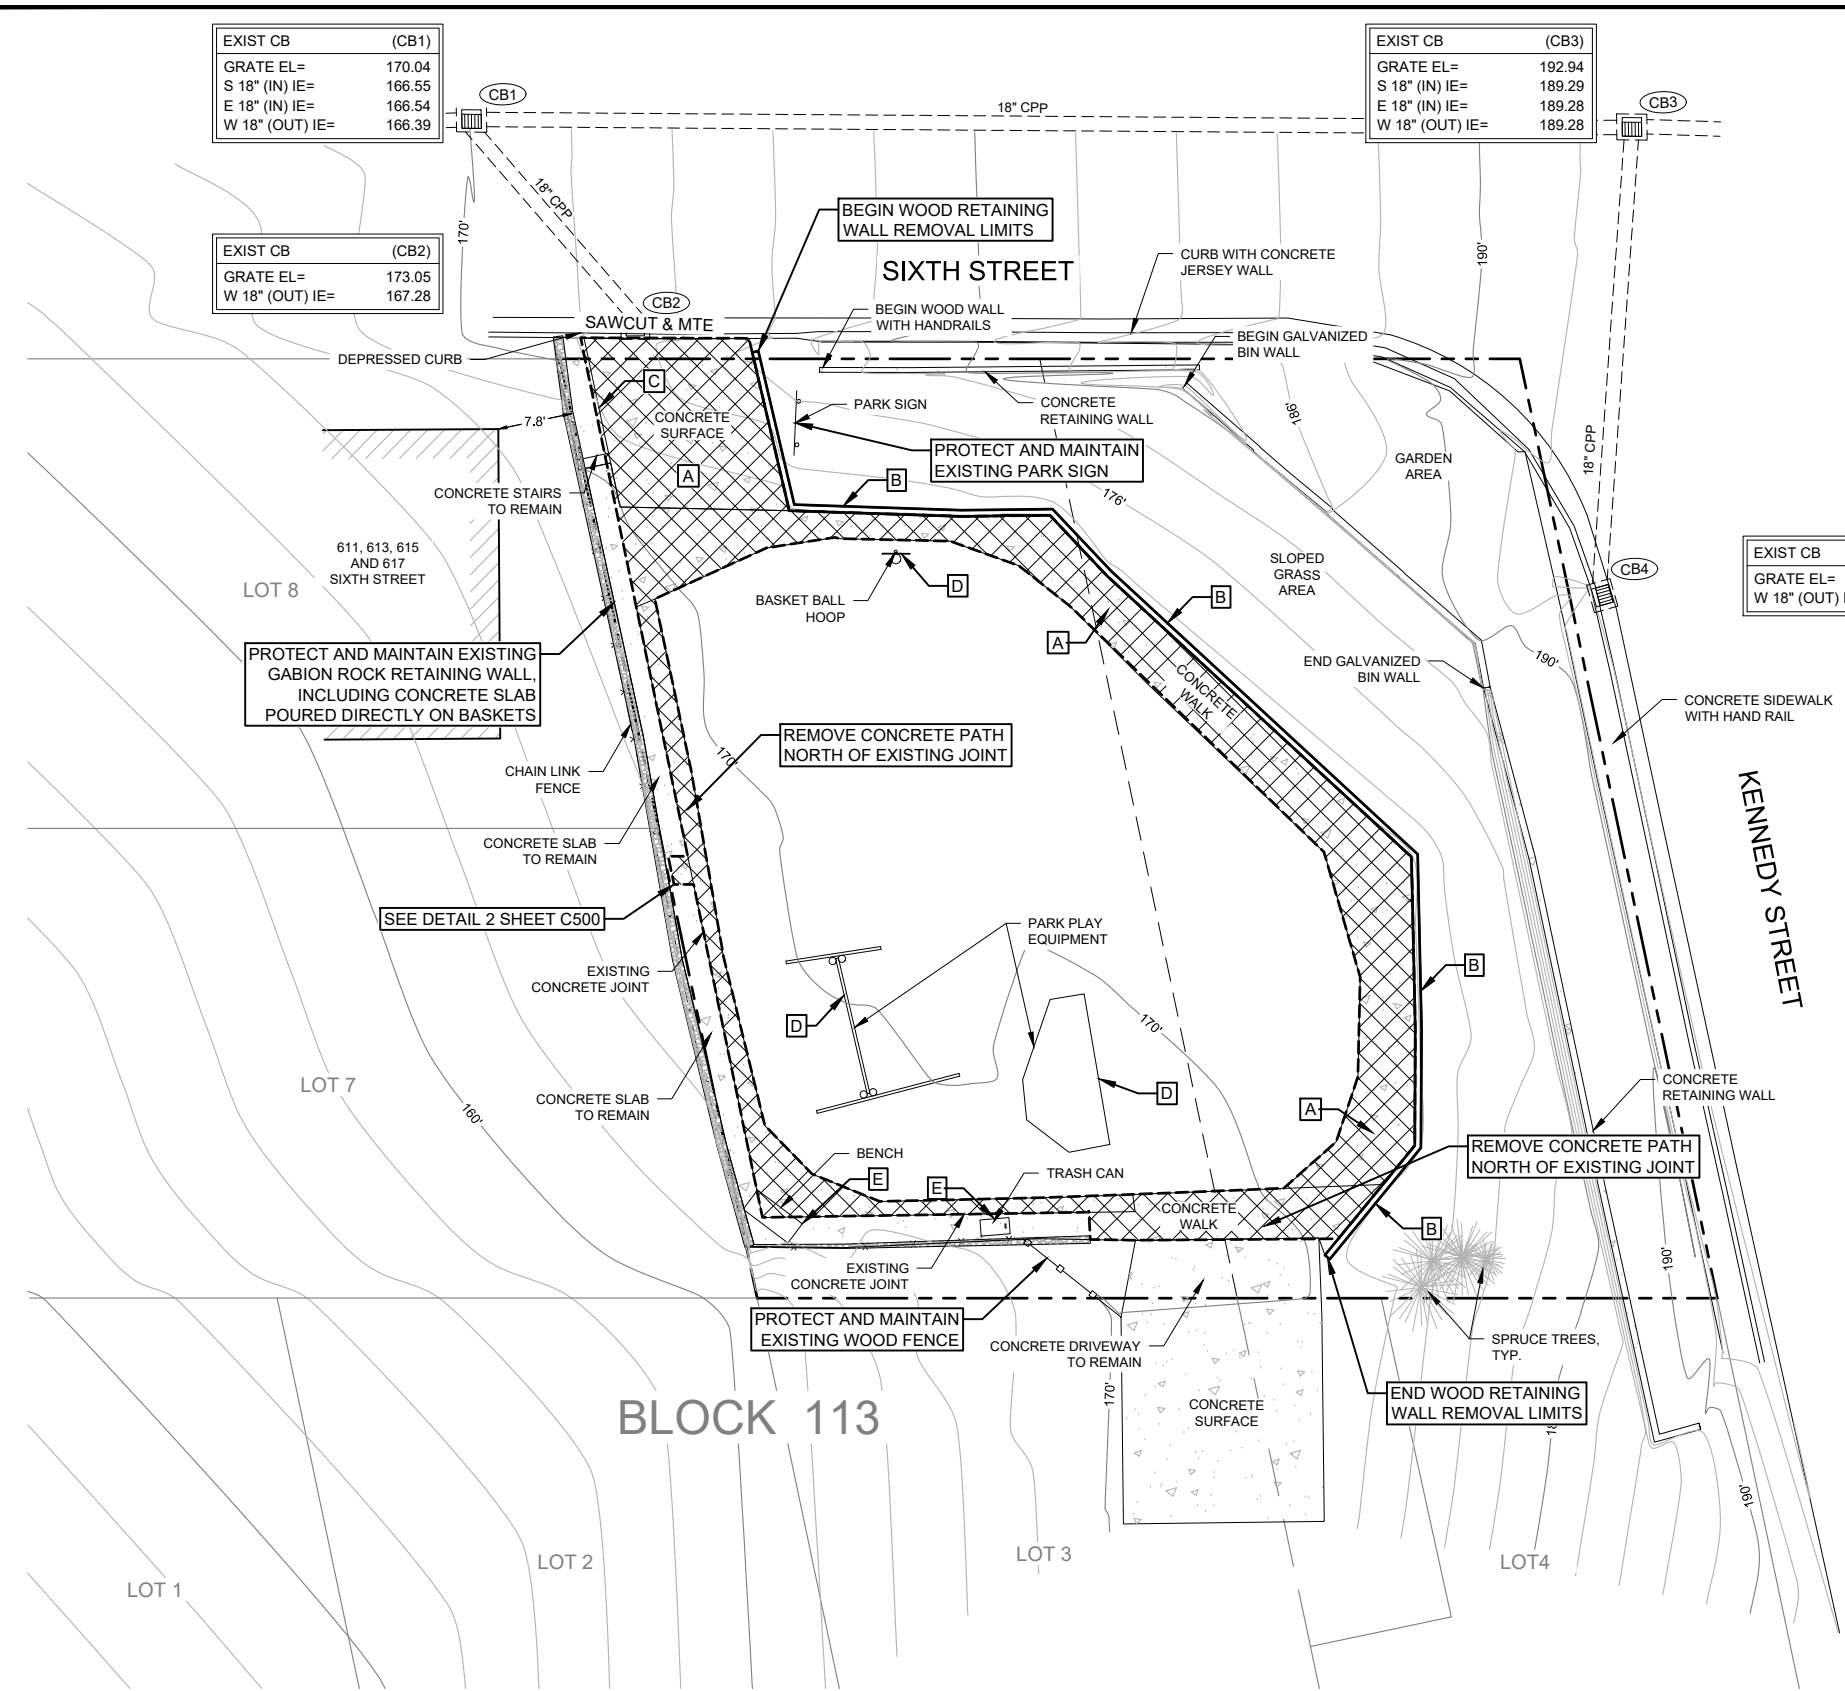 EXIST CB (CB1)
GRATE EL= 170.04
S 18" (IN) IE= 166.55
E 18" (IN) IE= 166.54
W 18" (OUT) IE= 166.39
CB1
18" CPP
EXIST CB (CB3)
GRATE EL= 192.94
S 18" (IN) IE= 189.29
E 18" (IN) IE= 189.28
W 18" (OUT) IE= 189.28
CB3
18" CPP
170'
BEGIN WOOD RETAINING
WALL REMOVAL LIMITS
SIXTH STREET
CURB WITH CONCRETE
JERSEY WALL
190'
EXIST CB (CB2)
GRATE EL= 173.05
W 18" (OUT) IE= 167.28
CB2
SAWCUT & MTE
BEGIN WOOD WALL
WITH HANDRAILS
BEGIN GALVANIZED
BIN WALL
DEPRESSED CURB
C
CONCRETE
SURFACE
A
7.8'
PARK SIGN
CONCRETE
RETAINING WALL
186'
PROTECT AND MAINTAIN
EXISTING PARK SIGN
B
176'
GARDEN
AREA
18" CPP
CONCRETE STAIRS
TO REMAIN
611, 613, 615
AND 617
SIXTH STREET
LOT 8
BASKET BALL
HOOP
D
SLOPED
GRASS
AREA
B
A
CB4
EXIST CB
GRATE EL=
W 18" (OUT)
PROTECT AND MAINTAIN EXISTING
GABION ROCK RETAINING WALL,
INCLUDING CONCRETE SLAB
POURED DIRECTLY ON BASKETS
CONCRETE
WALK
END GALVANIZED
BIN WALL
190'
CONCRETE SIDEWALK
WITH HAND RAIL
REMOVE CONCRETE PATH
NORTH OF EXISTING JOINT
170'
CHAIN LINK
FENCE
CONCRETE SLAB
TO REMAIN
KENNEDY STREET
SEE DETAIL 2 SHEET C500
PARK PLAY
EQUIPMENT
B
EXISTING
CONCRETE JOINT
D
170'
LOT 7
160'
CONCRETE SLAB
TO REMAIN
D
A
CONCRETE
RETAINING WALL
BENCH
E
E
TRASH CAN
REMOVE CONCRETE PATH
NORTH OF EXISTING JOINT
CONCRETE
WALK
B
EXISTING
CONCRETE JOINT
190'
PROTECT AND MAINTAIN
EXISTING WOOD FENCE
CONCRETE DRIVEWAY
TO REMAIN
SPRUCE TREES,
TYP.
170'
CONCRETE
SURFACE
END WOOD RETAINING
WALL REMOVAL LIMITS
BLOCK 113
190'
LOT 1
LOT 2
LOT 3
LOT4